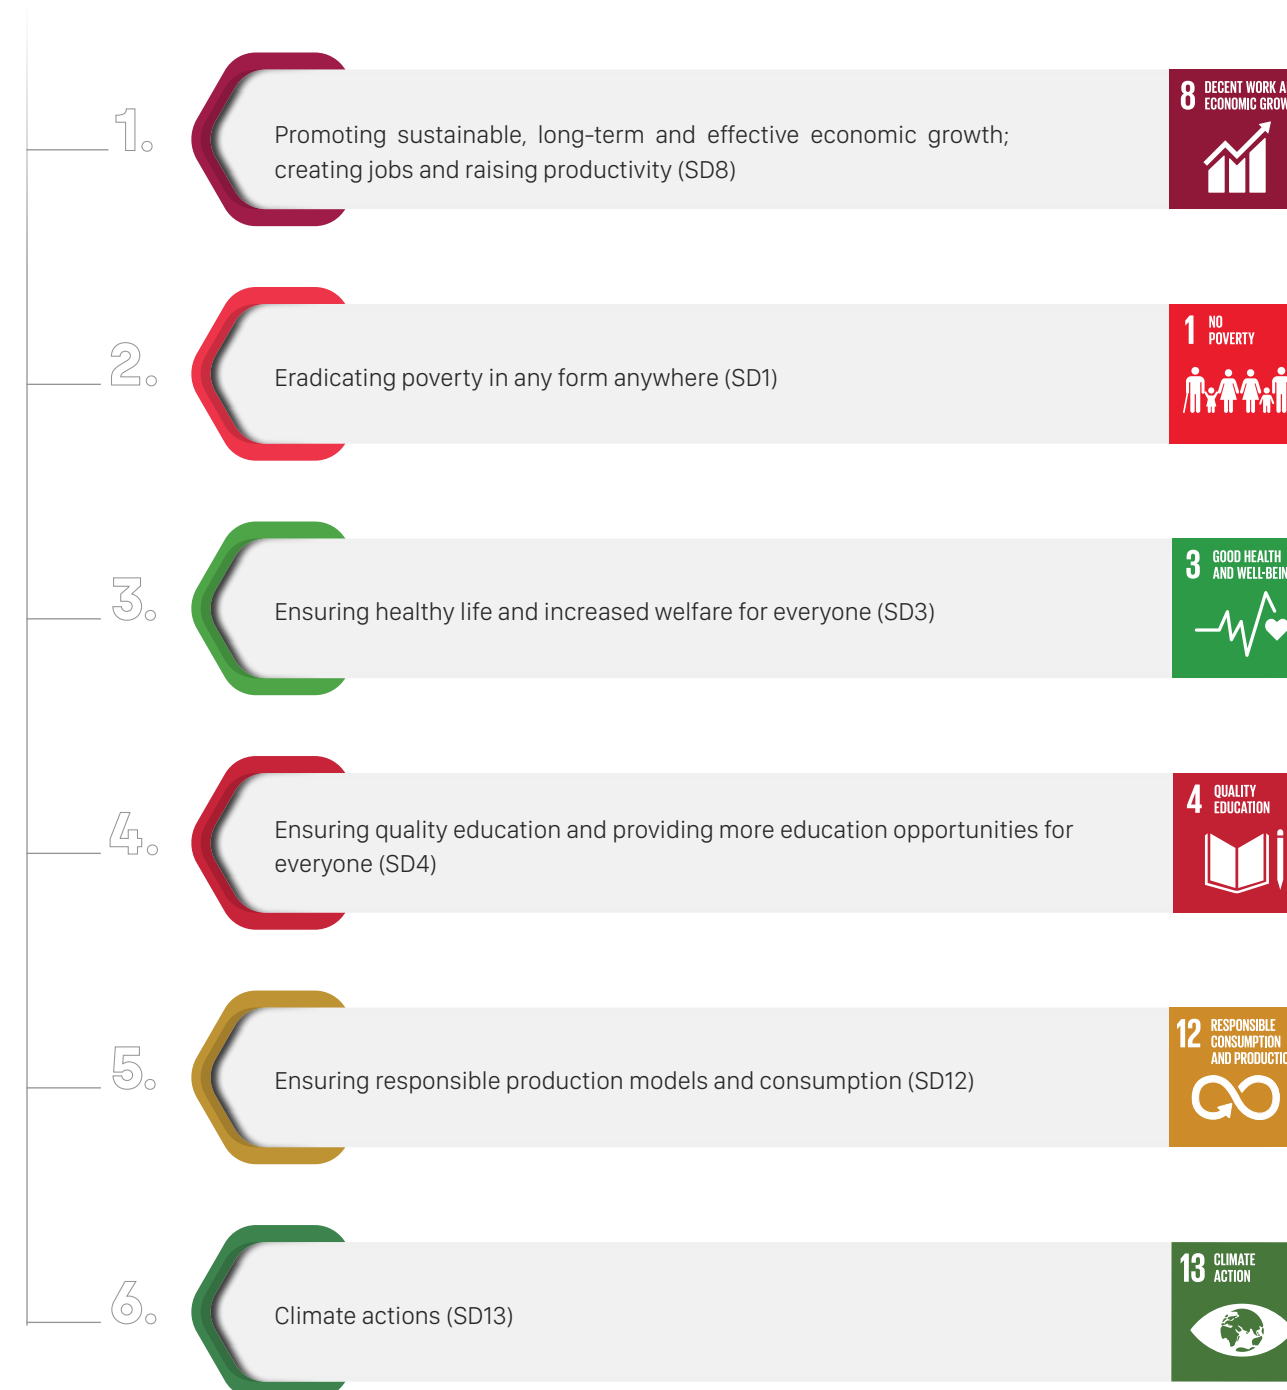 1.
Promoting sustainable, long-term and effective economic growth;
creating jobs and raising productivity (SD8)
8 DECENT WORK A
ECONOMIC GROW
2.
Eradicating poverty in any form anywhere (SD1)
1 NO
POVERTY
3.
Ensuring healthy life and increased welfare for everyone (SD3)
3 GOOD HEALTH
AND WELL-BEIN
4.
Ensuring quality education and providing more education opportunities for
everyone (SD4)
4 QUALITY
EDUCATION
5.
Ensuring responsible production models and consumption (SD12)
12 RESPONSIBLE
CONSUMPTION
AND PRODUCTIO
6.
Climate actions (SD13)
13 CLIMATE
ACTION